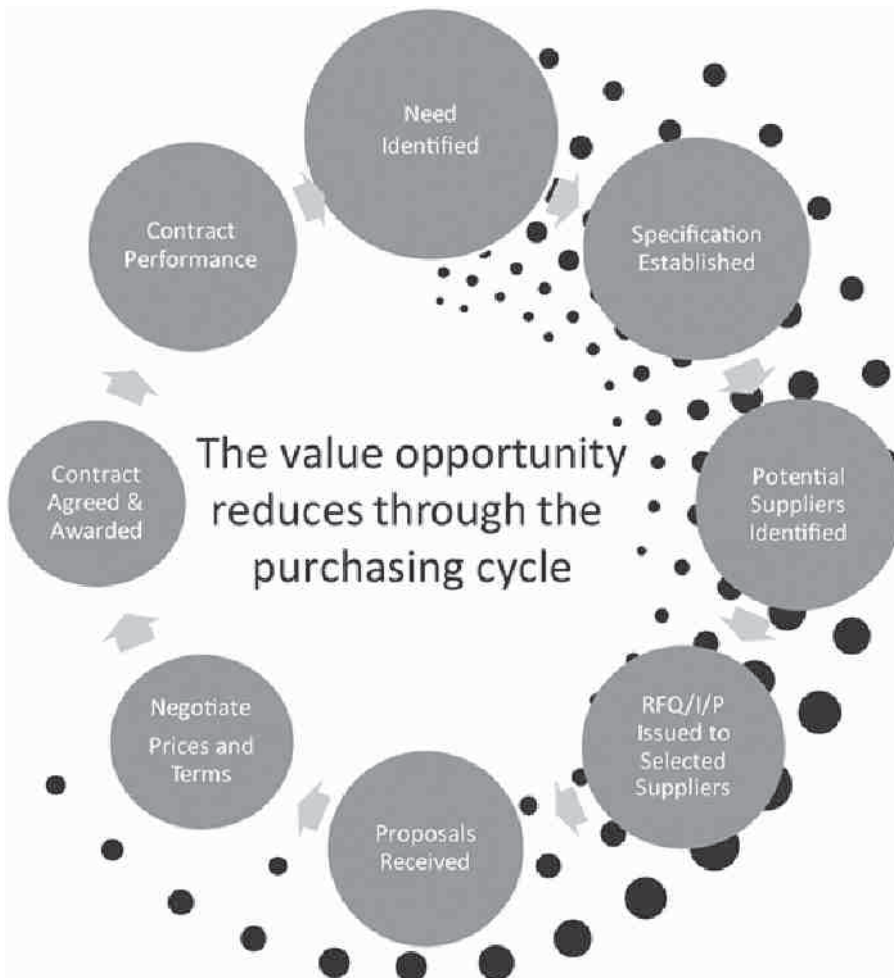 Need
Identified
Specification
Established
Potential
Suppliers
Identified
RFQ/I/P
Issued to
Selected
Suppliers
Proposals
Received
Negotiate
Prices and
Terms
Contract
Agreed &
Awarded
Contract
Performance
The value opportunity
reduces through the
purchasing cycle